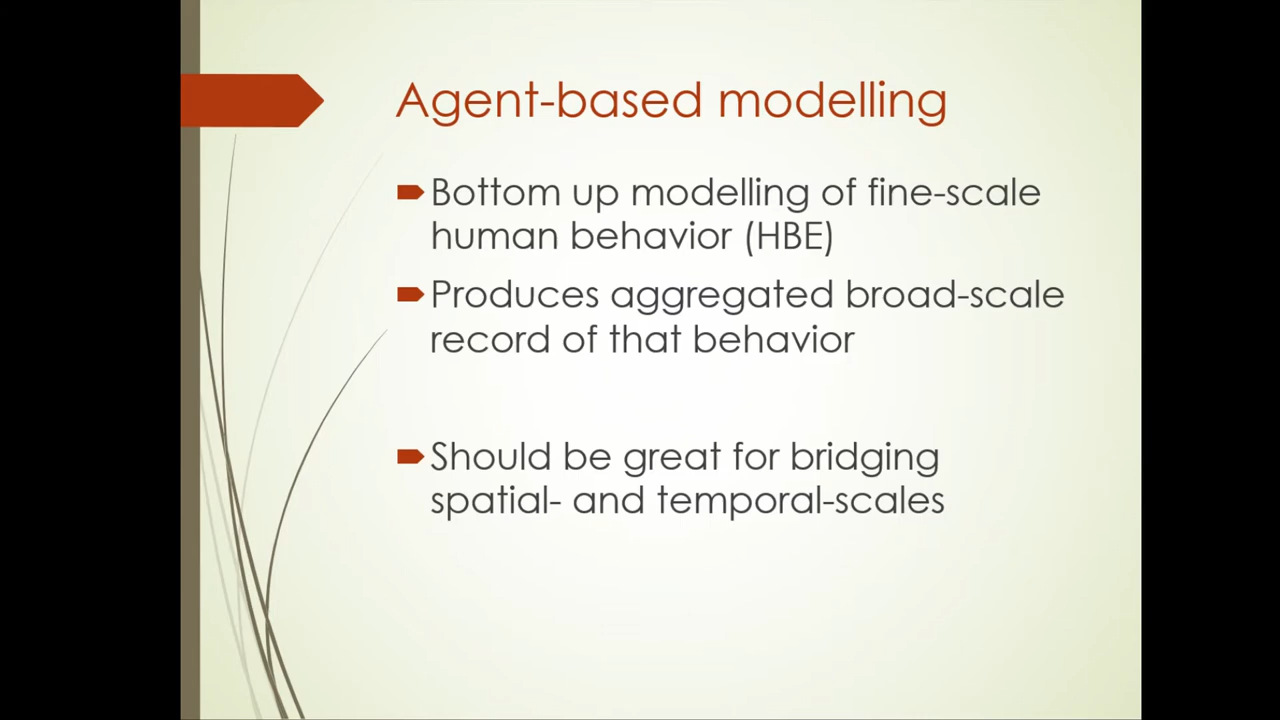 Agent-based modelling
Bottom up modelling of fine-scale
human behavior (HBE)
Produces aggregated broad-scale
record of that behavior
Should be great for bridging
spatial- and temporal-scales